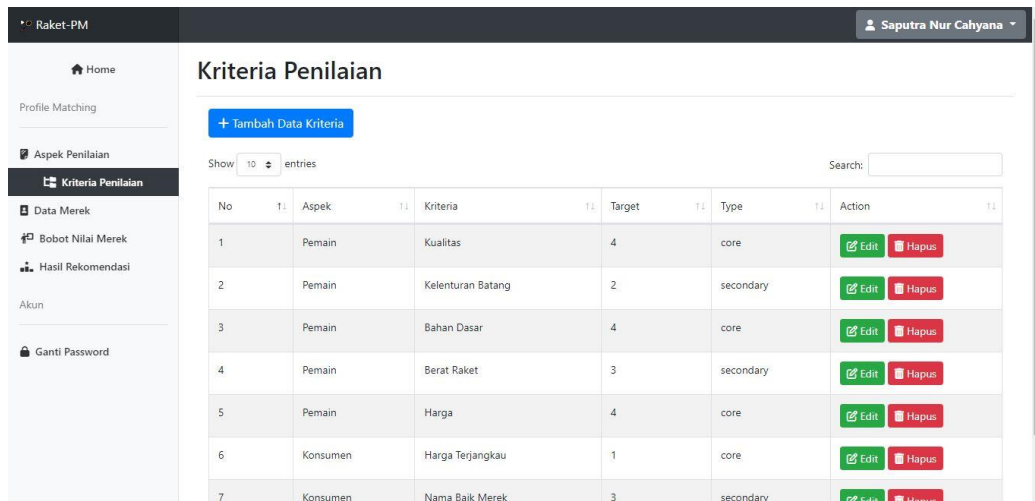 Raket-PM
Saputra Nur Cahyana
Home
Profile Matching
Aspek Penilaian
Kriteria Penilaian
Data Merek
Bobot Nilai Merek
Hasil Rekomendasi
Akun
Ganti Password
Kriteria Penilaian
+ Tambah Data Kriteria
Show 10 entries
Search:
No Aspek Kriteria Target Type Action
1 Pemain Kualitas 4 core Edit Hapus
2 Pemain Kelenturan Batang 2 secondary Edit Hapus
3 Pemain Bahan Dasar 4 core Edit Hapus
4 Pemain Berat Raket 3 secondary Edit Hapus
5 Pemain Harga 4 core Edit Hapus
6 Konsumen Harga Terjangkau 1 core Edit Hapus
7 Konsumen Nama Baik Merek 3 secondary Edit Hapus